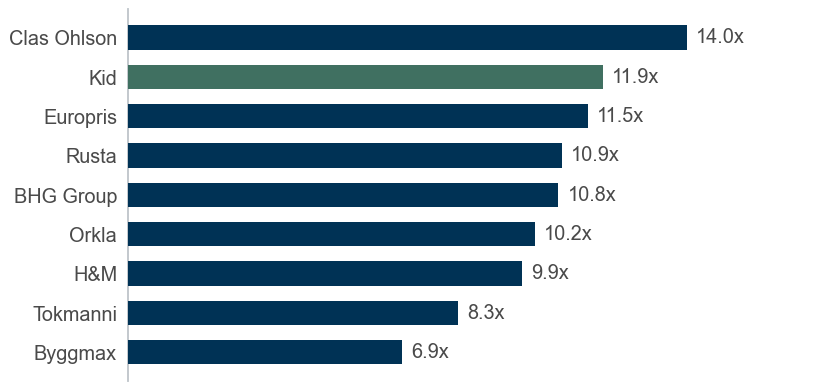 Clas Ohlson 14.0x
Kid 11.9x
Europris 11.5x
Rusta 10.9x
BHG Group 10.8x
Orkla 10.2x
H&M 9.9x
Tokmanni 8.3x
Byggmax 6.9x